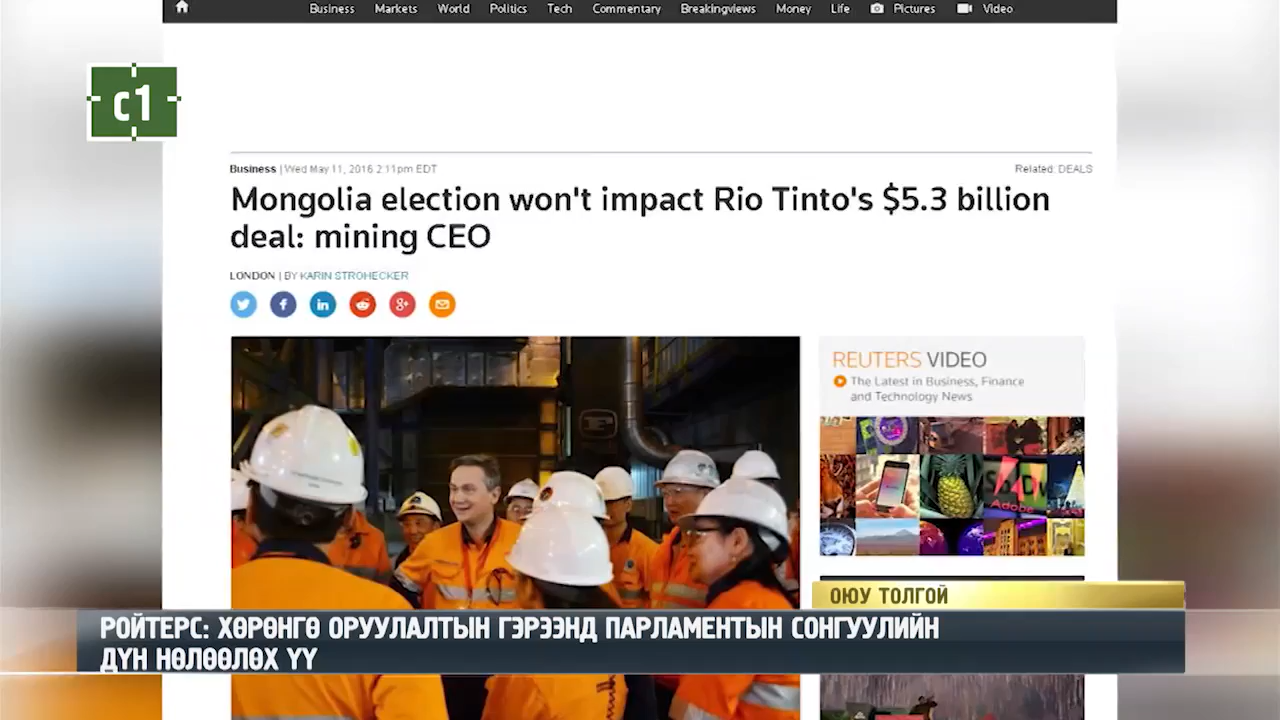 Business Markets World Politics Tech Commentary Breakingviews Money Life Pictures Video
c1
Business | Wed May 11, 2016 2:11pm EDT
Related: DEALS
Mongolia election won't impact Rio Tinto's $5.3 billion
deal: mining CEO
LONDON | BY KARIN STROHECKER
REUTERS VIDEO
The Latest in Business, Finance
and Technology News
Adobe
ОЮУ ТОЛГОЙ
РОЙТЕРС: ХӨРӨНГӨ ОРУУЛАЛТЫН ГЭРЭЭНД ПАРЛАМЕНТЫН СОНГУУЛИЙН
ДҮН НӨЛӨӨЛӨХ ҮҮ